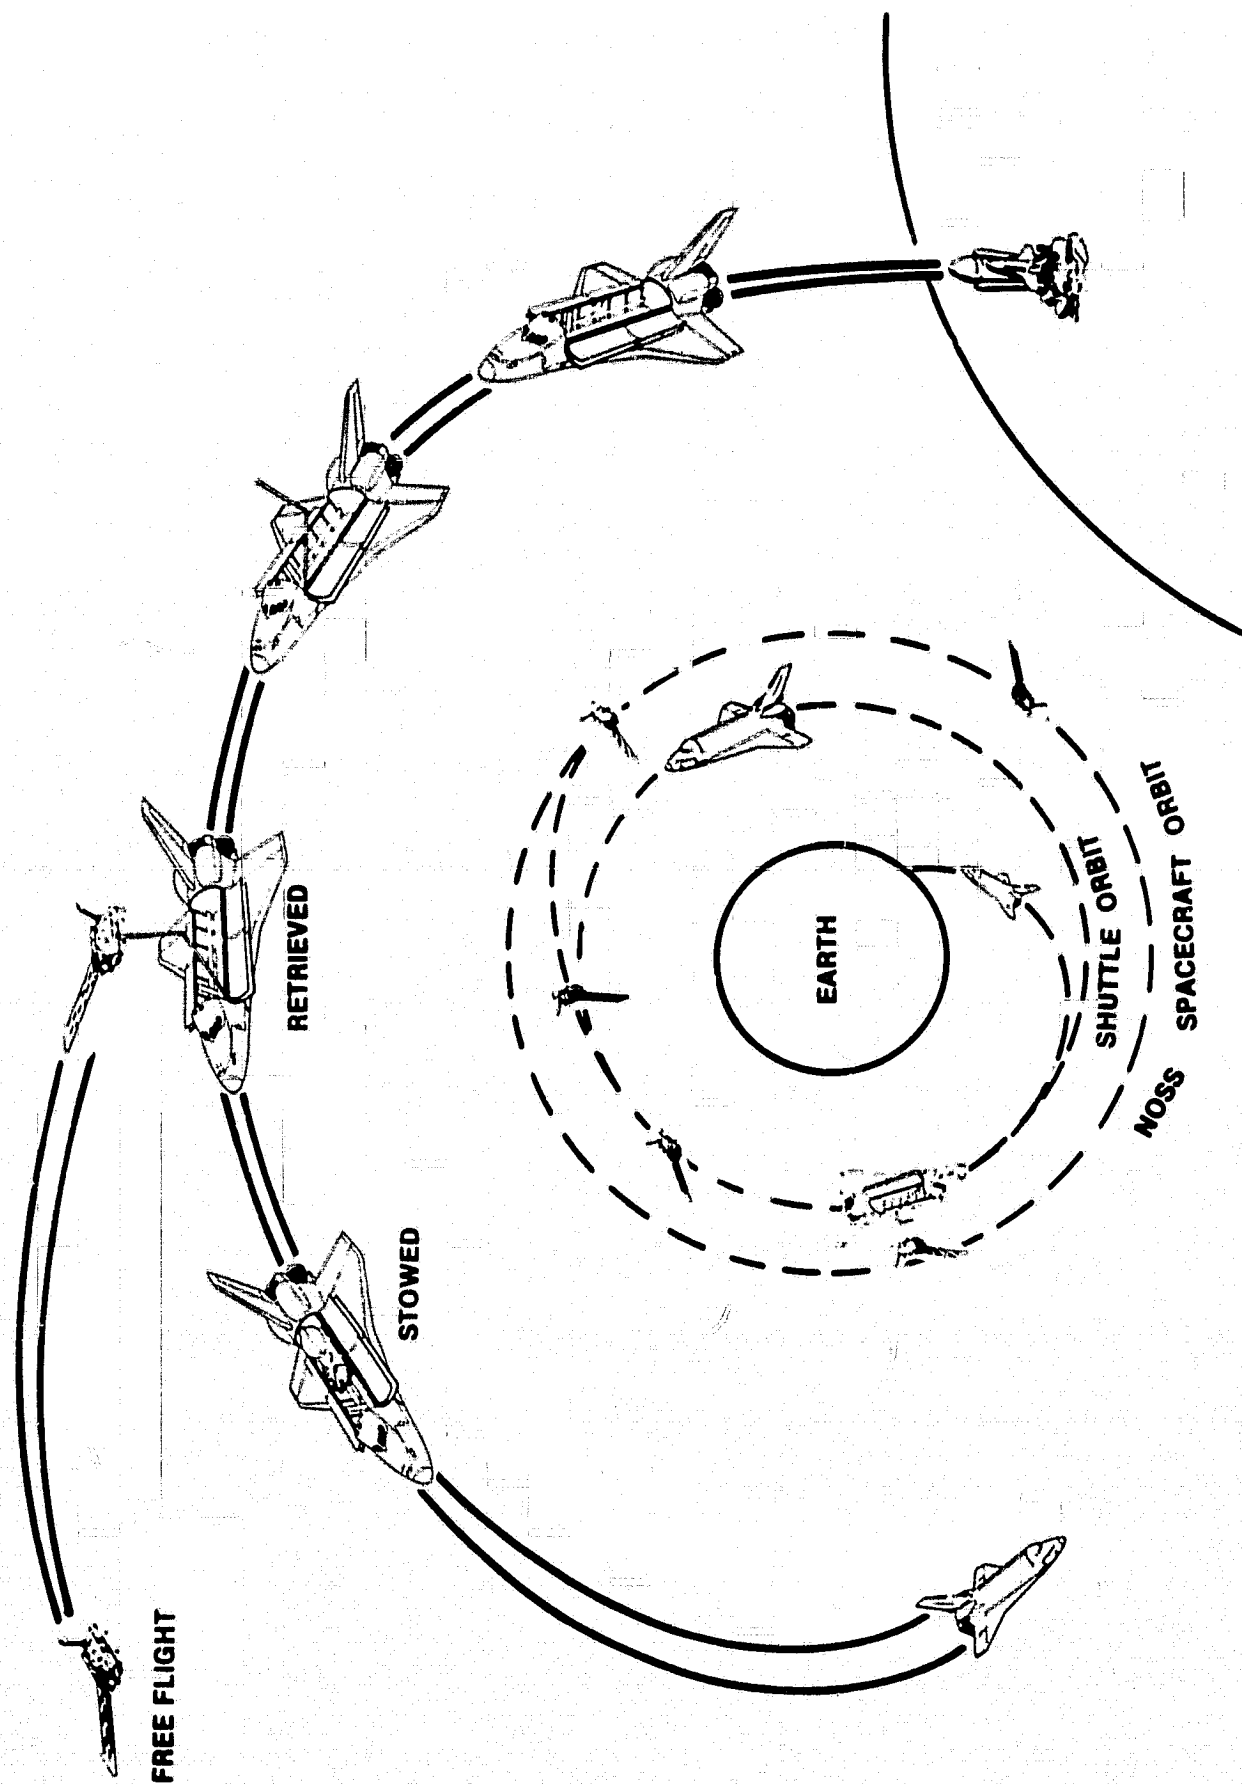 FREE FLIGHT
RETRIEVED
STOWED
EARTH
SHUTTLE ORBIT
NOSS SPACECRAFT ORBIT